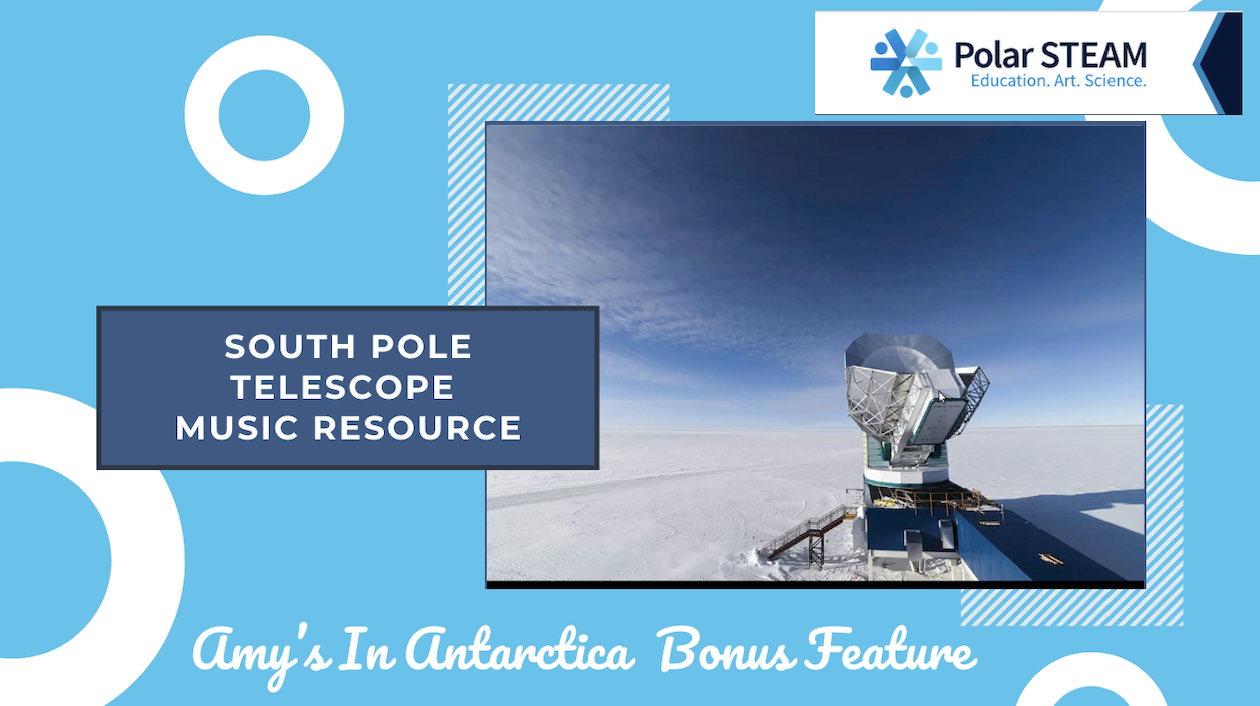 Polar STEAM
Education. Art. Science.
SOUTH POLE
TELESCOPE
MUSIC RESOURCE
Amy's In Antarctica Bonus Feature